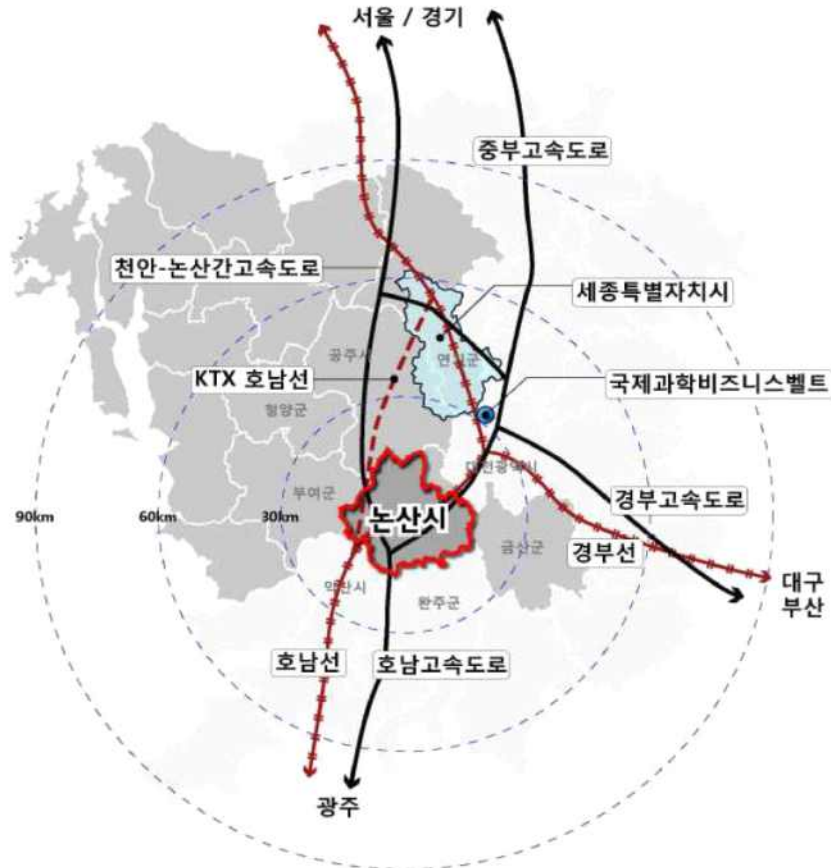 서울 / 경기
중부고속도로
천안-논산간고속도로
세종특별자치시
공주시
연기군
KTX 호남선
국제과학비즈니스벨트
청양군
대전광역시
부여군
경부고속도로
90km
60km
30km
논산시
금산군
경부선
대구
부산
익산시
완주군
호남선
호남고속도로
광주